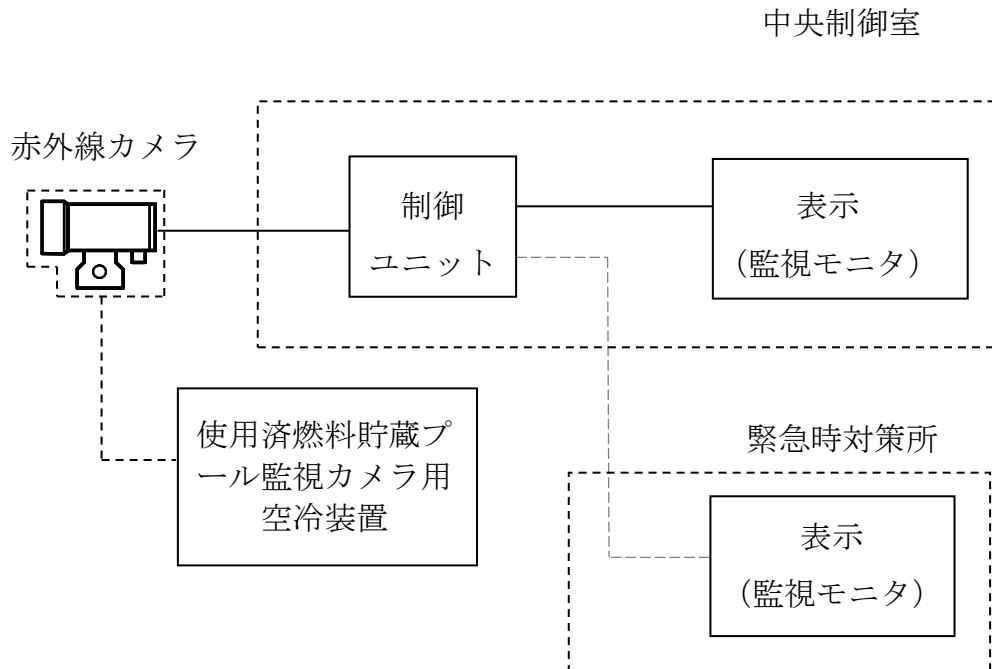 中央制御室
赤外線カメラ
制御
ユニット
表示
（監視モニタ）
使用済燃料貯蔵プ
ール監視カメラ用
空冷装置
緊急時対策所
表示
（監視モニタ）